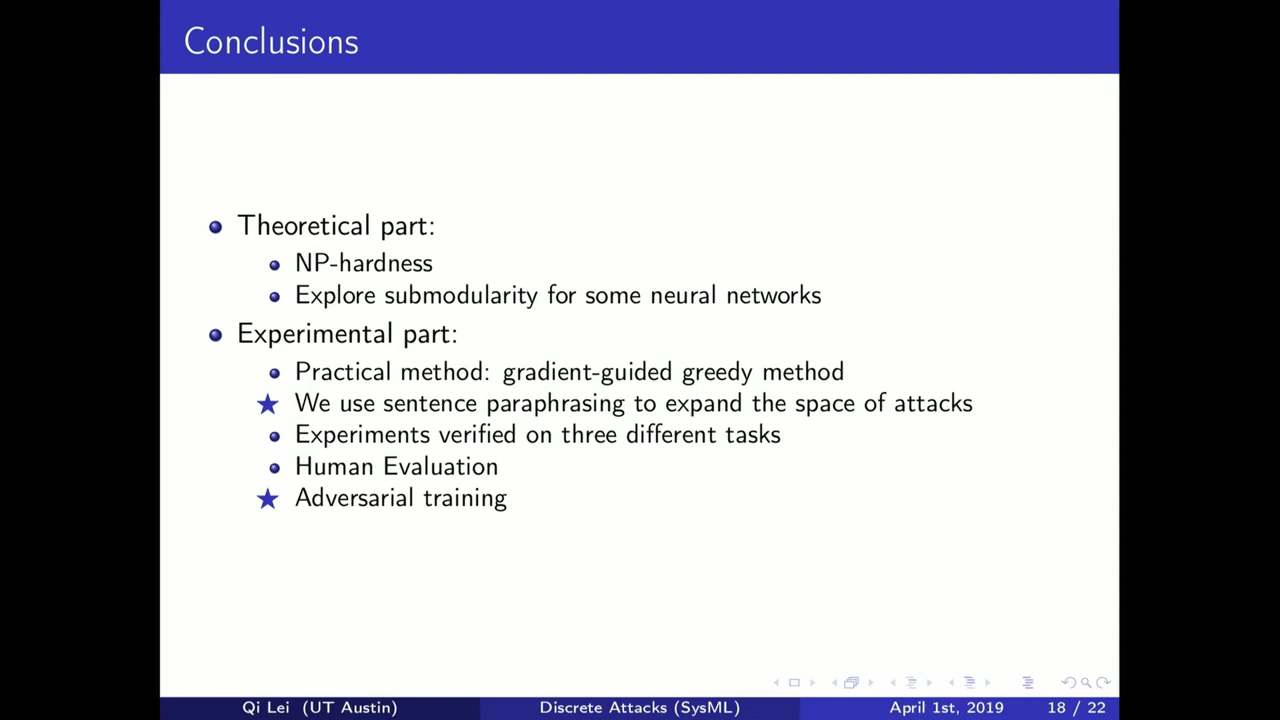 Conclusions
Theoretical part:
NP-hardness
Explore submodularity for some neural networks
Experimental part:
Practical method: gradient-guided greedy method
We use sentence paraphrasing to expand the space of attacks
Experiments verified on three different tasks
Human Evaluation
Adversarial training
Qi Lei (UT Austin) Discrete Attacks (SysML) April 1st, 2019 18 / 22